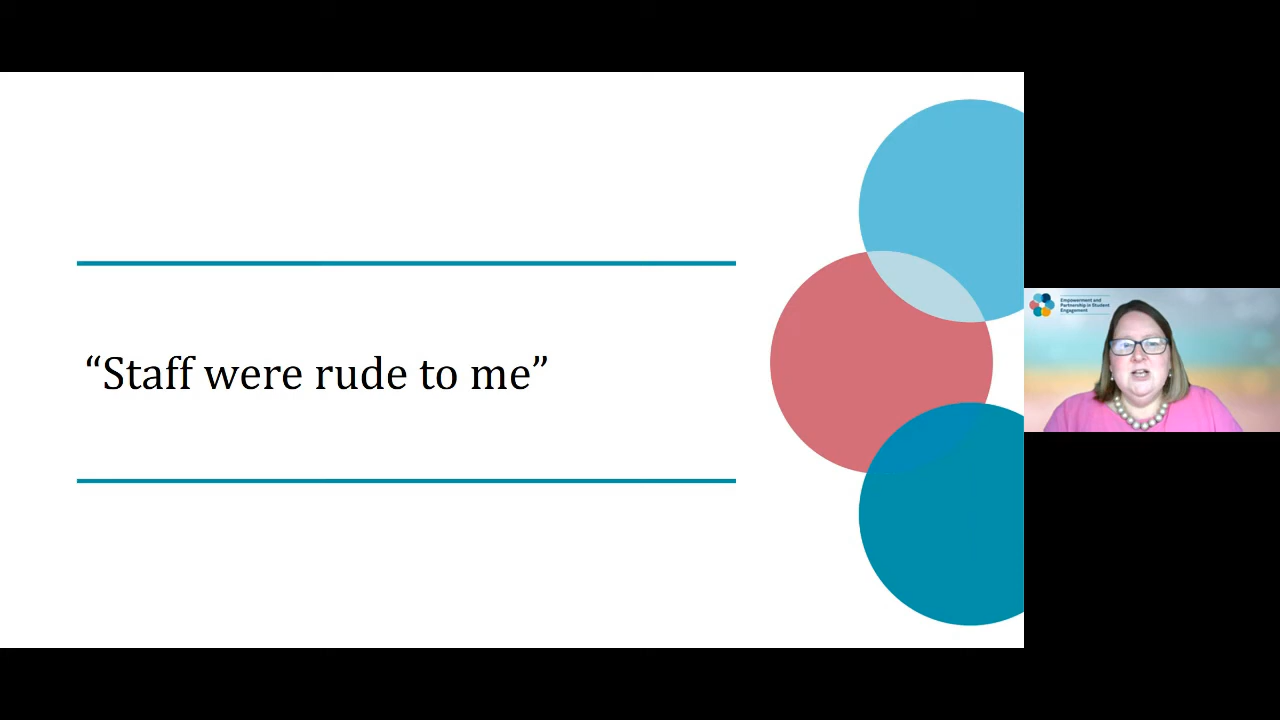 “Staff were rude to me”
Empowerment and
Partnership in Student
Engagement